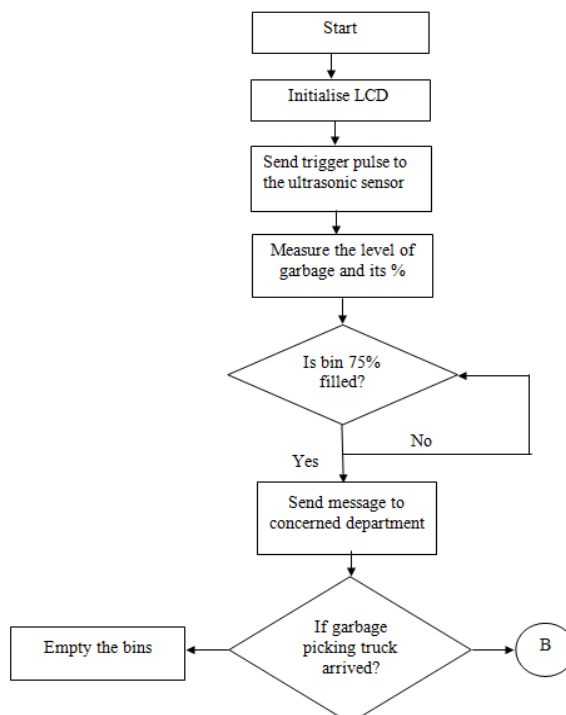 Start
Initialise LCD
Send trigger pulse to
the ultrasonic sensor
Measure the level of
garbage and its %
Is bin 75%
filled?
No
Yes
Send message to
concerned department
If garbage
picking truck
arrived?
Empty the bins
B